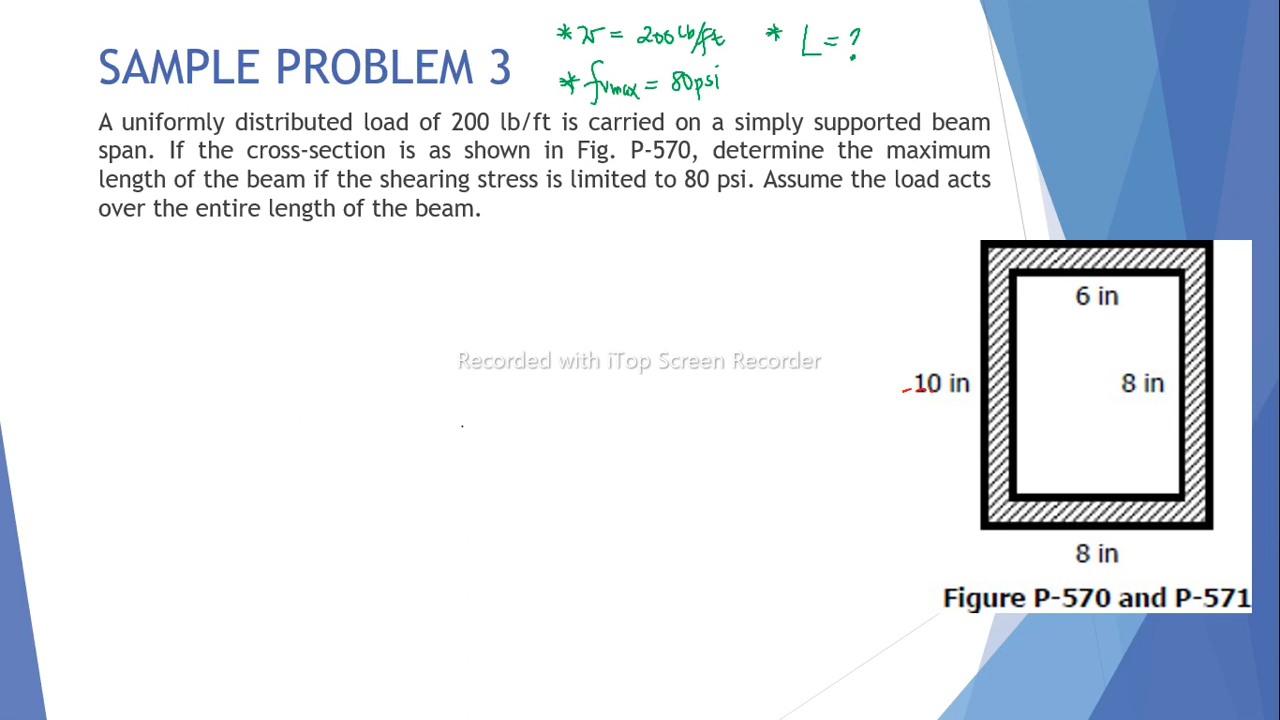 SAMPLE PROBLEM 3
* w = 200 lb/ft * L = ?
* fvmax = 80psi
A uniformly distributed load of 200 lb/ft is carried on a simply supported beam
span. If the cross-section is as shown in Fig. P-570, determine the maximum
length of the beam if the shearing stress is limited to 80 psi. Assume the load acts
over the entire length of the beam.
6 in
Recorded with iTop Screen Recorder
10 in 8 in
8 in
Figure P-570 and P-571